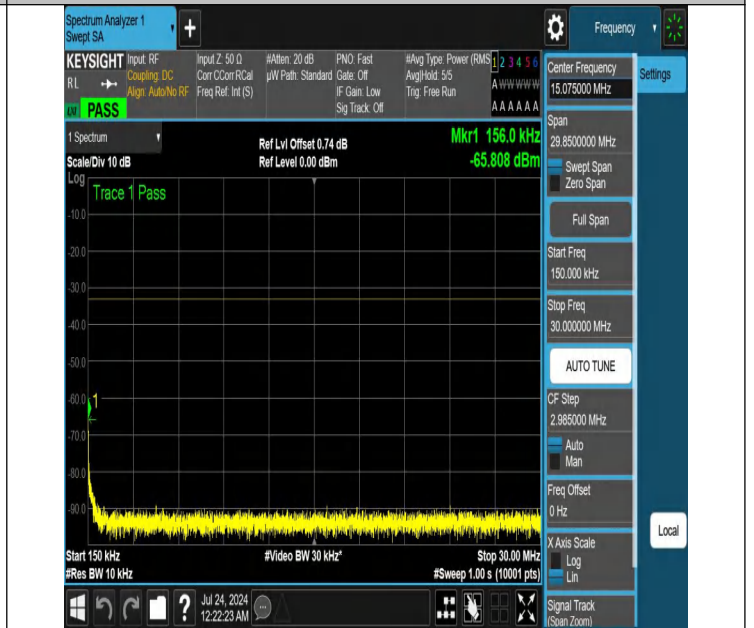 Spectrum Analyzer 1
Swept SA
+
Frequency
KEYSIGHT
RL
PASS
Input: RF
Coupling: DC
Align: Auto/No RF
Input Z: 50 Ω
Corr CCorr RCal
Freq Ref: Int (S)
#Atten: 20 dB
µW Path: Standard
PNO: Fast
Gate: Off
IF Gain: Low
Sig Track: Off
#Avg Type: Power (RMS
Avg|Hold: 5/5
Trig: Free Run
1 2 3 4 5 6
A W W W W W
A A A A A A
1 Spectrum
Scale/Div 10 dB
Ref Lvl Offset 0.74 dB
Ref Level 0.00 dBm
Mkr1 156.0 kHz
-65.808 dBm
Log
Trace 1 Pass
-10.0
-20.0
-30.0
-40.0
-50.0
-60.0
1
-70.0
-80.0
-90.0
Start 150 kHz
#Res BW 10 kHz
#Video BW 30 kHz*
Stop 30.00 MHz
#Sweep 1.00 s (10001 pts)
Center Frequency
15.075000 MHz
Span
29.8500000 MHz
Swept Span
Zero Span
Full Span
Start Freq
150.000 kHz
Stop Freq
30.000000 MHz
AUTO TUNE
CF Step
2.985000 MHz
Auto
Man
Freq Offset
0 Hz
X Axis Scale
Log
Lin
Signal Track
(Span Zoom)
Settings
Local
?
Jul 24, 2024
12:22:23 AM